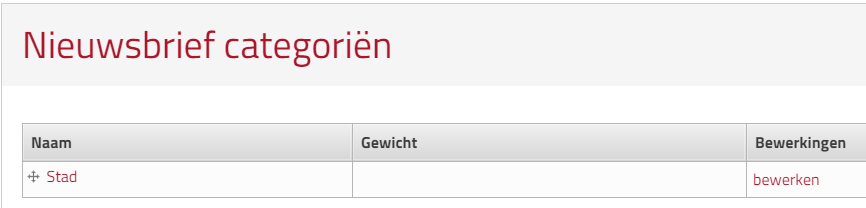 Nieuwsbrief categoriën
Naam Gewicht Bewerkingen
Stad bewerken